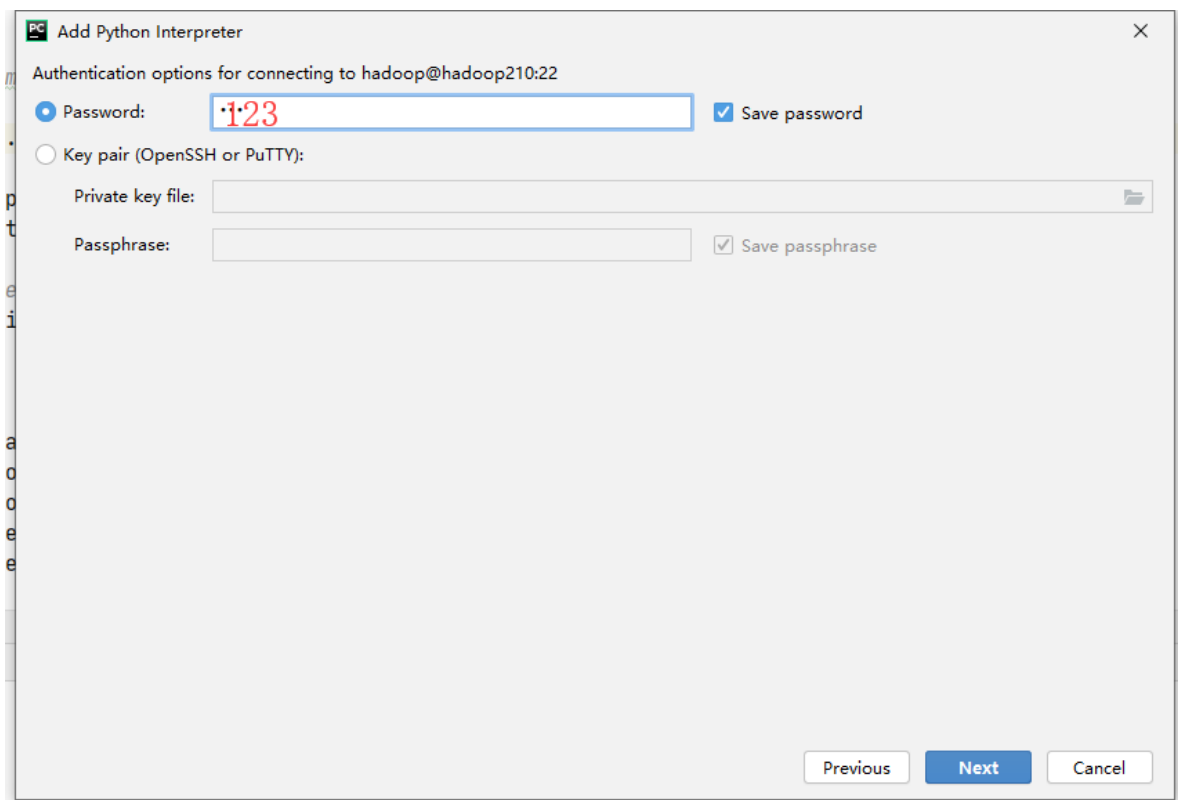 PC Add Python Interpreter
Authentication options for connecting to hadoop@hadoop210:22
Password: 123 Save password
Key pair (OpenSSH or PuTTY):
Private key file:
Passphrase: Save passphrase
m
.
p
t
e
i
a
o
o
e
e
Previous Next Cancel